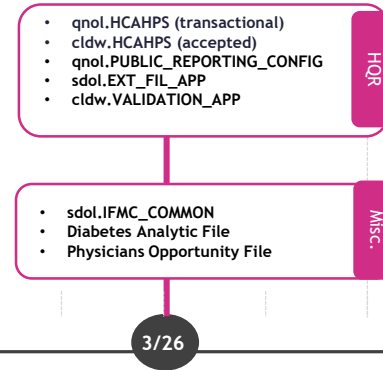 • qnol.HCAHPS (transactional)
• cldw.HCAHPS (accepted)
• qnol.PUBLIC_REPORTING_CONFIG
• sdol.EXT_FIL_APP
• cldw.VALIDATION_APP
HQR
• sdol.IFMC_COMMON
• Diabetes Analytic File
• Physicians Opportunity File
Misc.
3/26